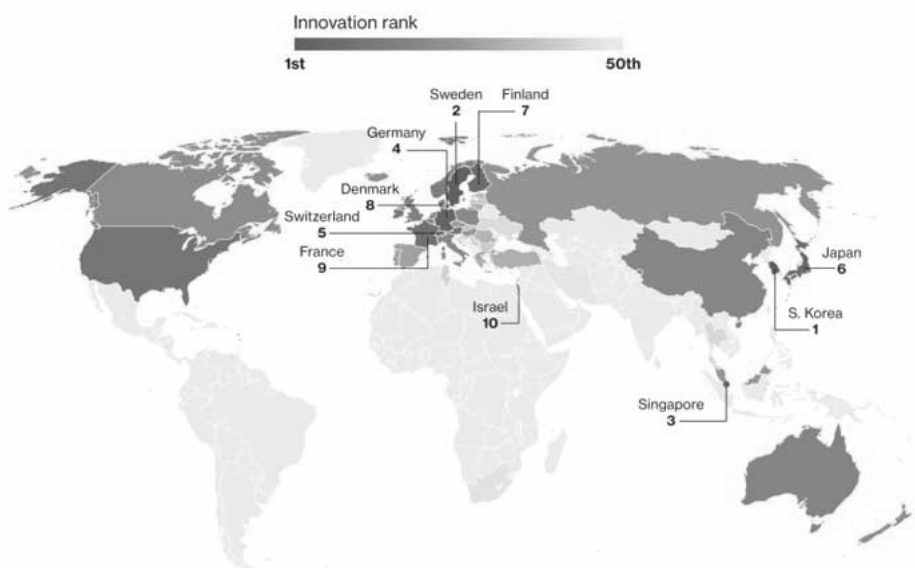 Innovation rank
1st 50th
Sweden
2
Finland
7
Germany
4
Denmark
8
Switzerland
5
France
9
Israel
10
Japan
6
S. Korea
1
Singapore
3